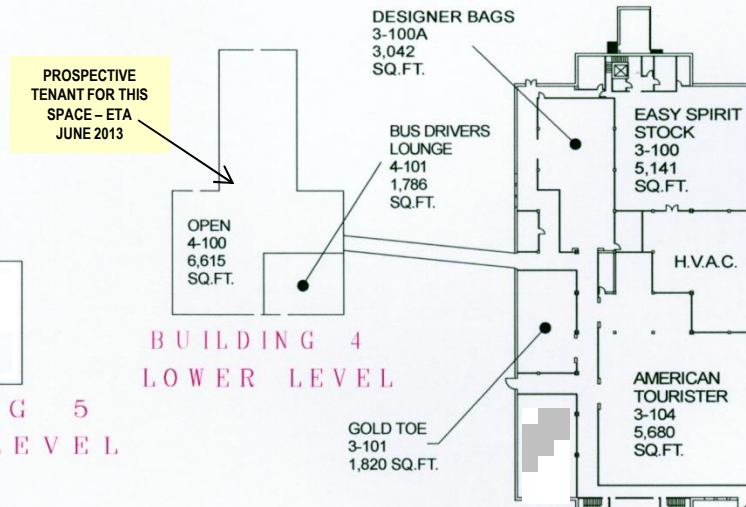 PROSPECTIVE
TENANT FOR THIS
SPACE – ETA
JUNE 2013
DESIGNER BAGS
3-100A
3,042
SQ.FT.
BUS DRIVERS
LOUNGE
4-101
1,786
SQ.FT.
EASY SPIRIT
STOCK
3-100
5,141
SQ.FT.
OPEN
4-100
6,615
SQ.FT.
H.V.A.C.
BUILDING 4
LOWER LEVEL
G 5
EVEL
GOLD TOE
3-101
1,820 SQ.FT.
AMERICAN
TOURISTER
3-104
5,680
SQ.FT.